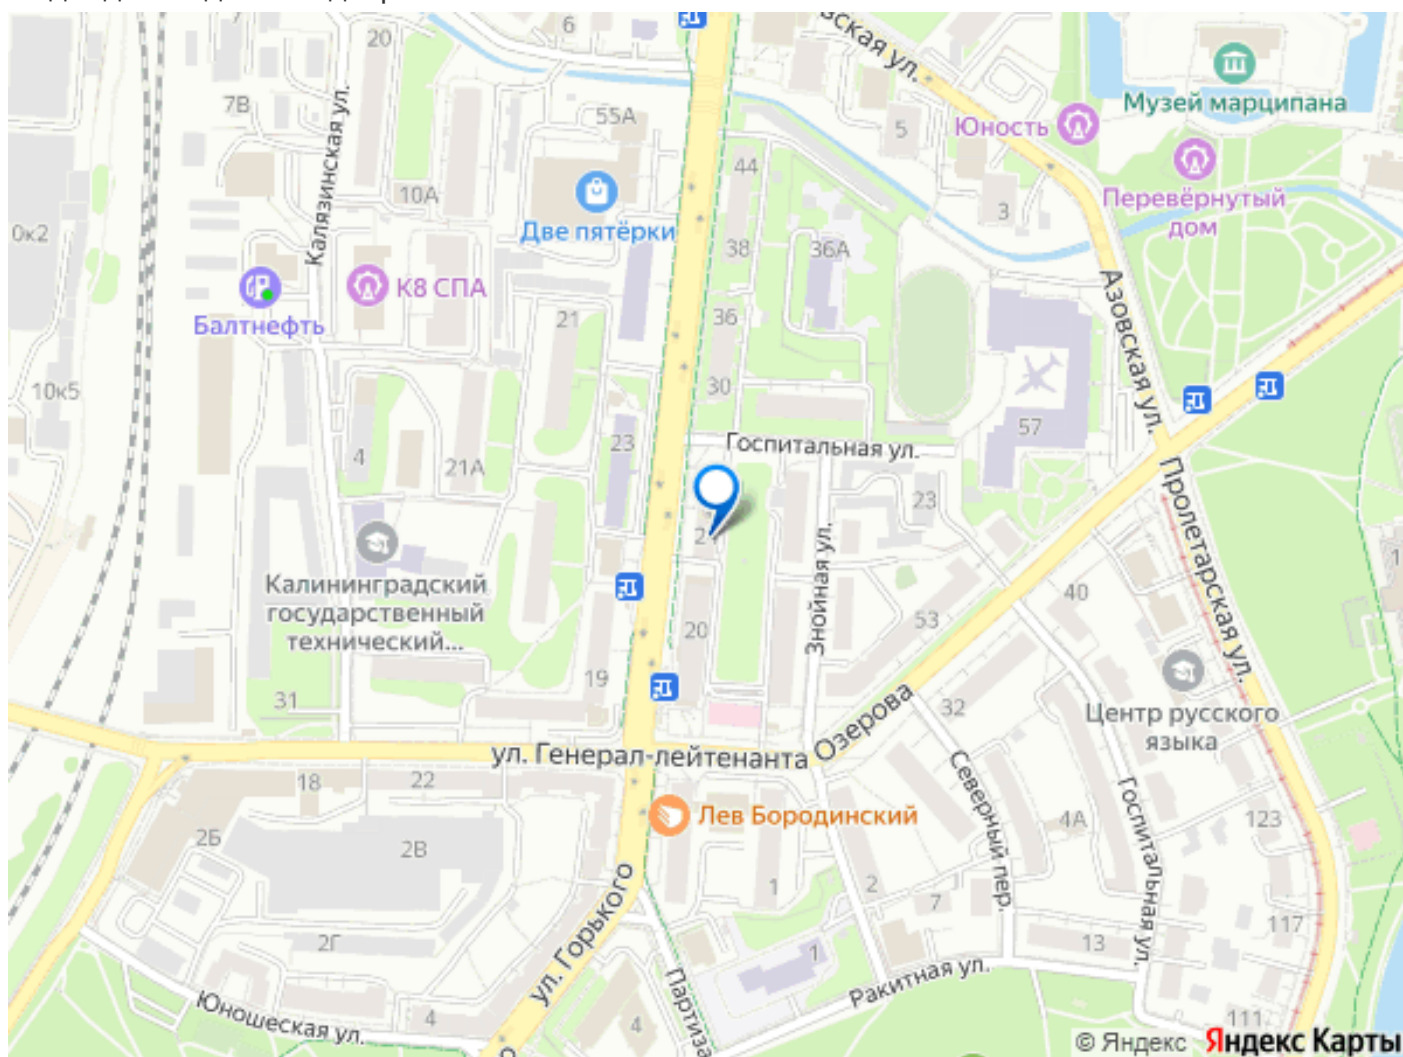 20
6
ская ул.
Музей марципана
7В
55А
5
Юность
Калязинская ул.
10А
44
3
Перевёрнутый
дом
0к2
Две пятёрки
38
36А
К8 СПА
Балтнефть
21
36
Азовская ул.
10к5
30
4
21А
23
Госпитальная ул.
57
23
2
Калининградский
государственный
технический...
Знойная ул.
40
Пролетарская ул.
20
53
19
31
32
Центр русского
языка
ул. Генерал-лейтенанта Озерова
18
22
Лев Бородинский
Северный пер.
4А
Госпитальная ул.
123
2Б
2В
1
2
7
117
2Г
ул. Горького
1
13
Юношеская ул.
4
4
Партиза
Ракитная ул.
111
© Яндекс Яндекс Карты